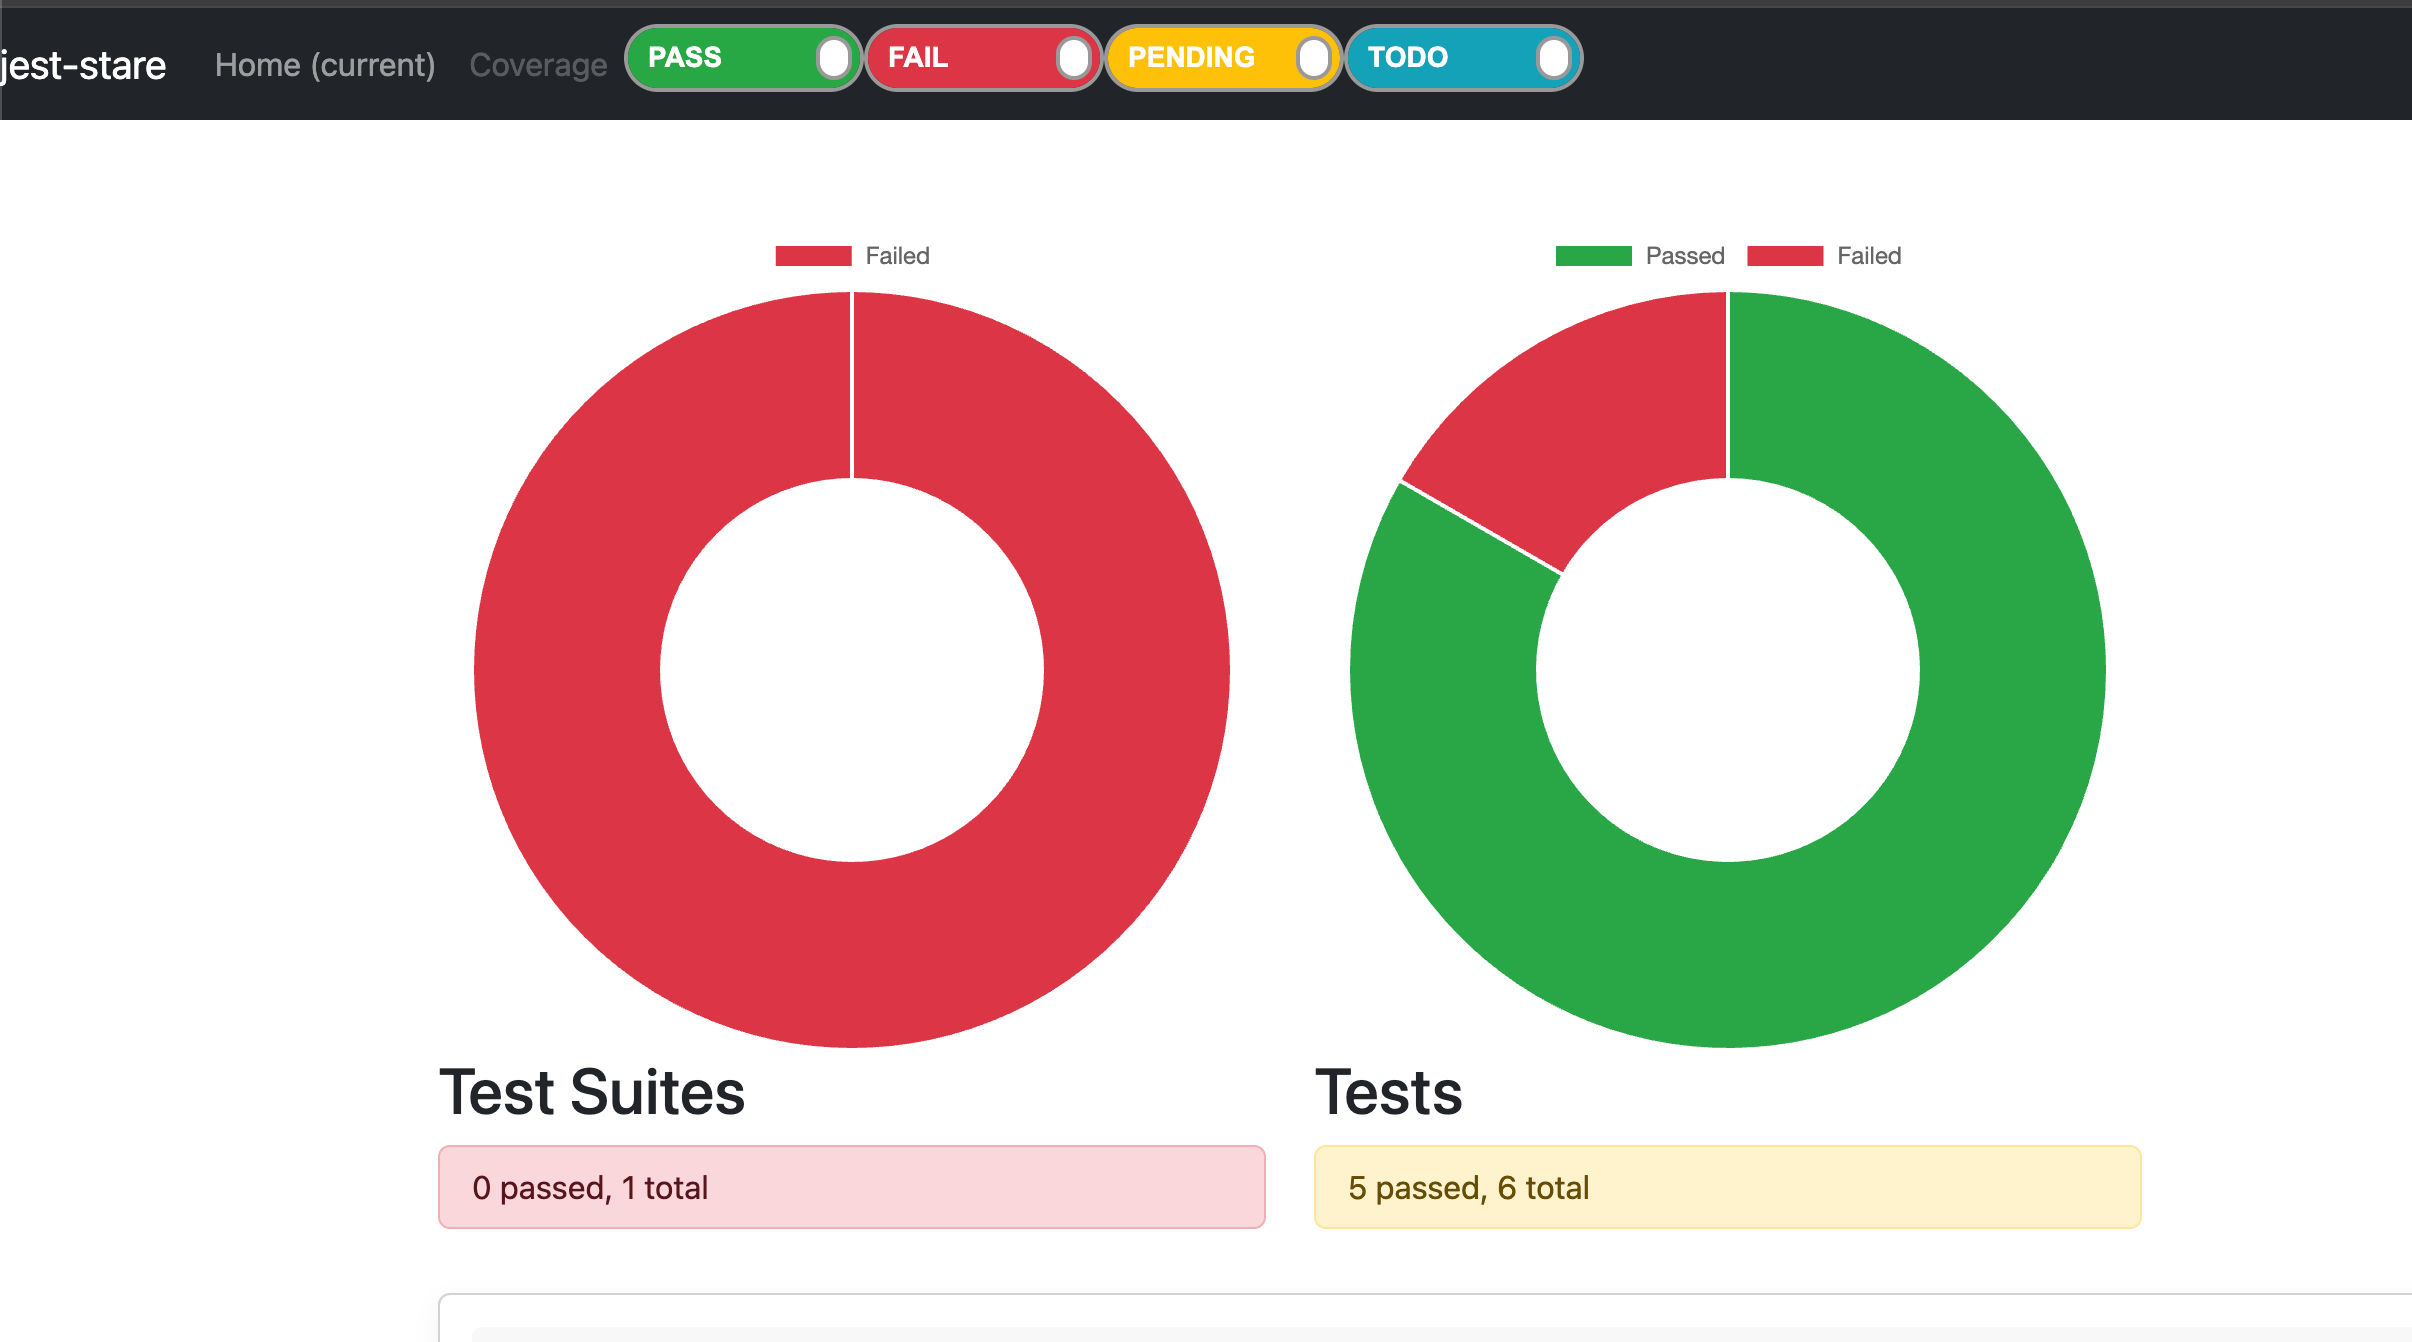 jest-stare Home (current) Coverage PASS FAIL PENDING TODO
Failed
Passed Failed
Test Suites
0 passed, 1 total
Tests
5 passed, 6 total